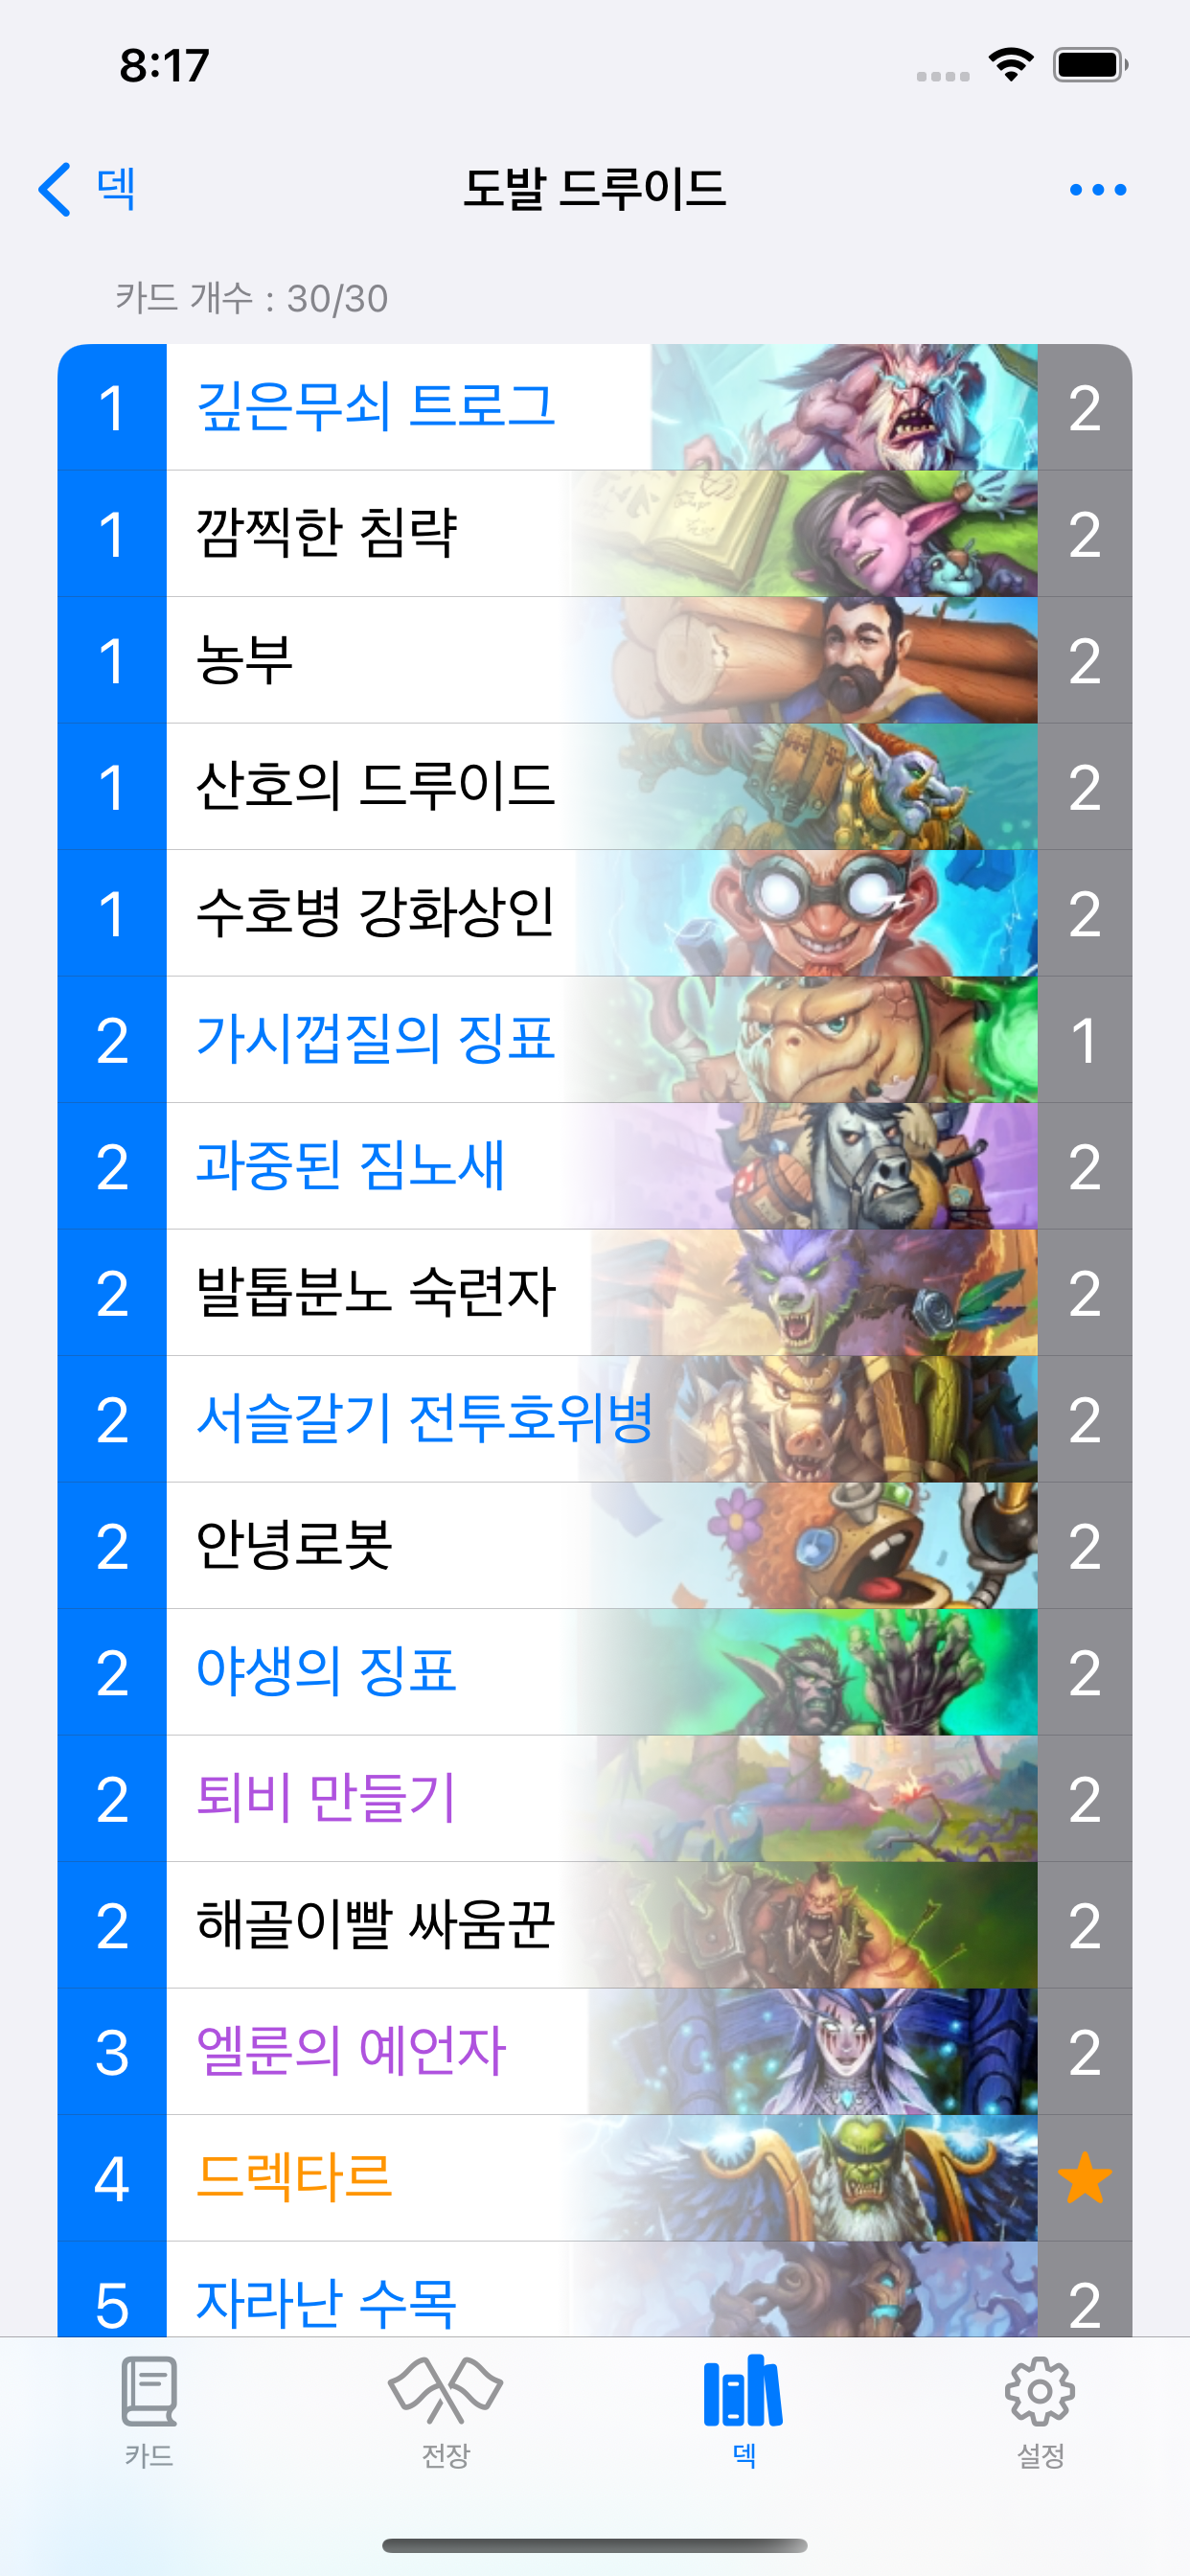 8:17
덱
도발 드루이드
카드 개수 : 30/30
1 깊은무쇠 트로그 2
1 깜찍한 침략 2
1 농부 2
1 산호의 드루이드 2
1 수호병 강화상인 2
2 가시껍질의 징표 1
2 과중된 짐노새 2
2 발톱분노 숙련자 2
2 서슬갈기 전투호위병 2
2 안녕로봇 2
2 야생의 징표 2
2 퇴비 만들기 2
2 해골이빨 싸움꾼 2
3 엘룬의 예언자 2
4 드렉타르
5 자라난 수목 2
카드 전장 덱 설정